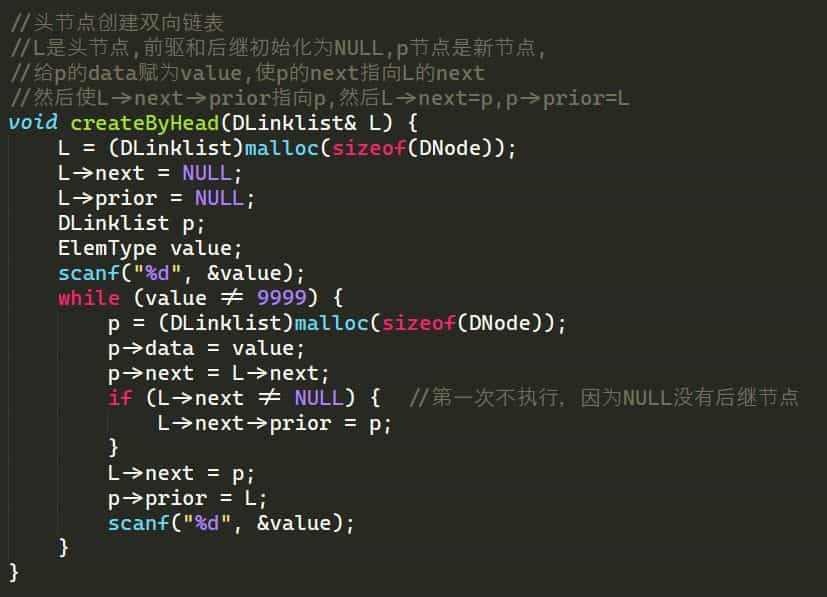 //头节点创建双向链表
//L是头节点,前驱和后继初始化为NULL,p节点是新节点,
//给p的data赋为value,使p的next指向L的next
//然后使L->next->prior指向p,然后L->next=p,p->prior=L
void createByHead(DLinklist& L) {
    L = (DLinklist)malloc(sizeof(DNode));
    L->next = NULL;
    L->prior = NULL;
    DLinklist p;
    ElemType value;
    scanf("%d", &value);
    while (value != 9999) {
        p = (DLinklist)malloc(sizeof(DNode));
        p->data = value;
        p->next = L->next;
        if (L->next != NULL) {  //第一次不执行, 因为NULL没有后继节点
            L->next->prior = p;
        }
        L->next = p;
        p->prior = L;
        scanf("%d", &value);
    }
}